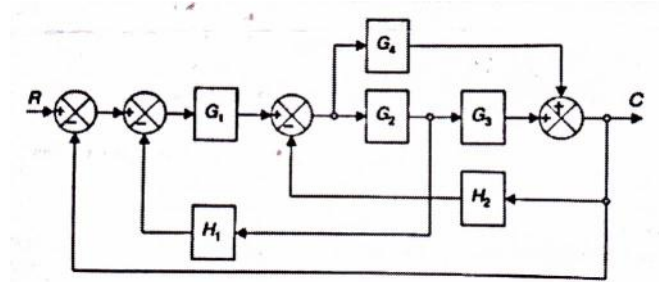 G₄
R + − + − G₁ + − G₂ G₃ + + C
H₂
H₁